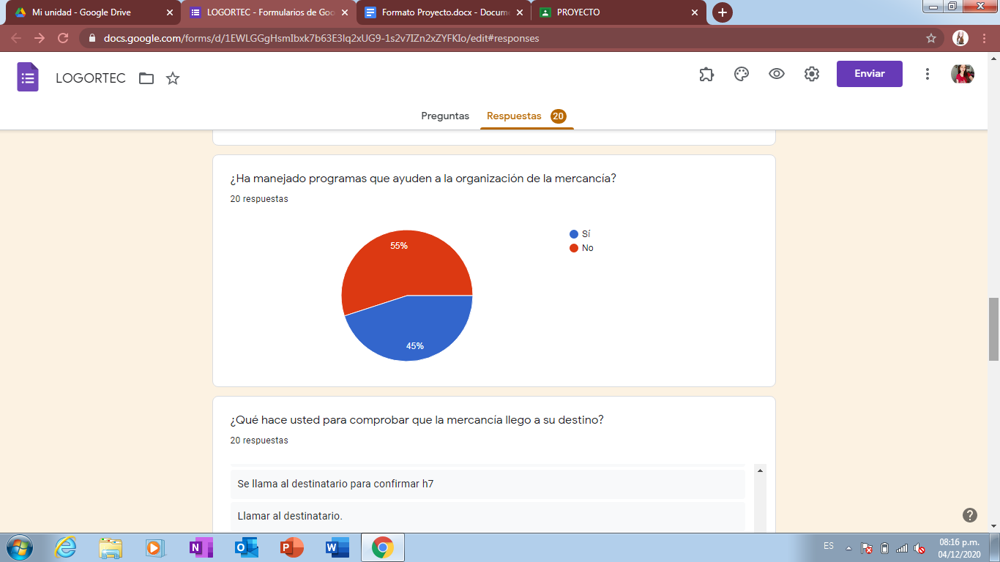 Mi unidad - Google Drive
LOGORTEC - Formularios de Goo
Formato Proyecto.docx - Docume
PROYECTO
docs.google.com/forms/d/1EWLGGgHsmIbxk7b63E3lq2xUG9-1s2v7IZn2xZYFKIo/edit#responses
LOGORTEC
Enviar
Preguntas
Respuestas 20
¿Ha manejado programas que ayuden a la organización de la mercancía?
20 respuestas
55%
45%
Sí
No
¿Qué hace usted para comprobar que la mercancía llego a su destino?
20 respuestas
Se llama al destinatario para confirmar h7
Llamar al destinatario.
ES
08:16 p.m.
04/12/2020